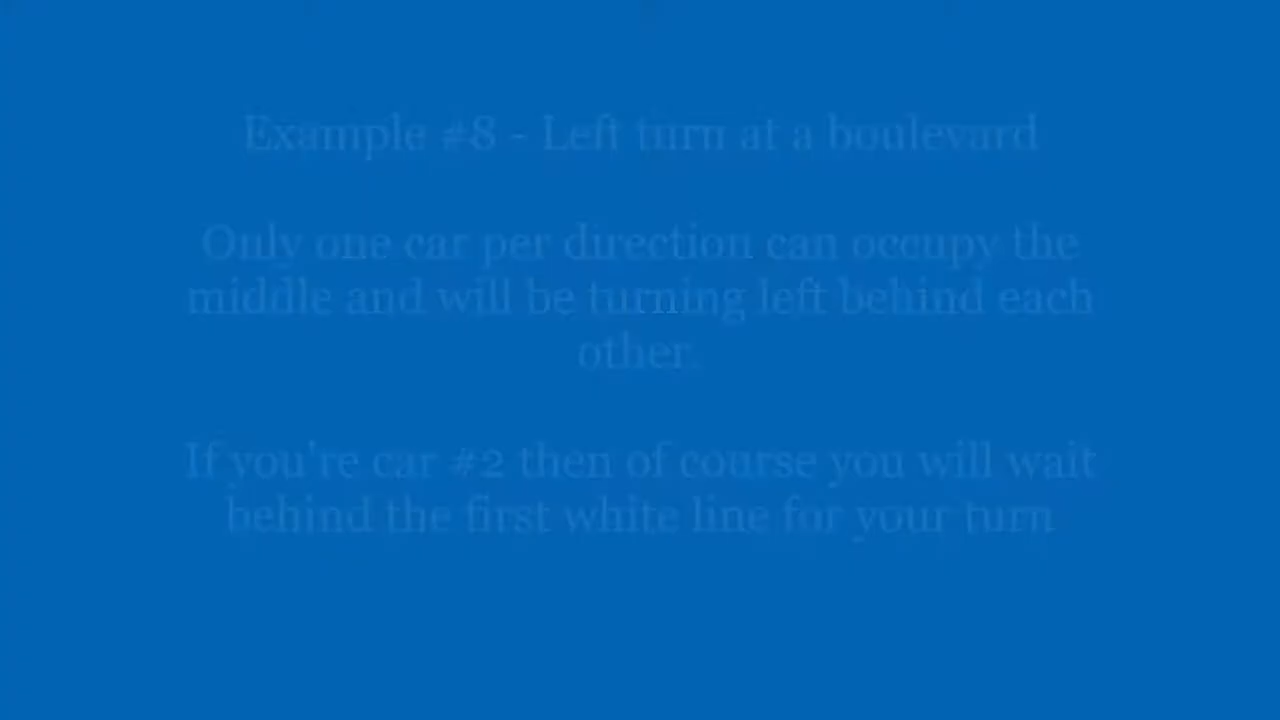 Example #8 - Left turn at a boulevard
Only one car per direction can occupy the
middle and will be turning left behind each
other.
If you're car #2 then of course you will wait
behind the first white line for your turn